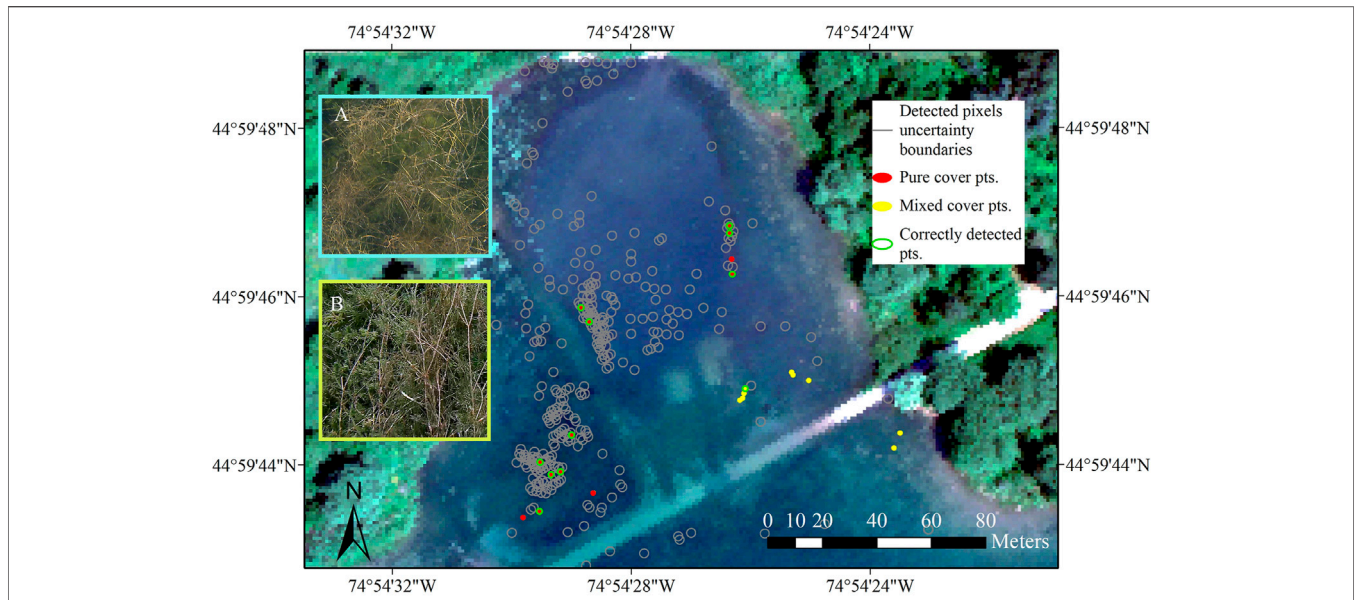 74°54'32"W 74°54'28"W 74°54'24"W
44°59'48"N 44°59'48"N
44°59'46"N 44°59'46"N
44°59'44"N 44°59'44"N
A
B
Detected pixels
uncertainty
boundaries
Pure cover pts.
Mixed cover pts.
Correctly detected
pts.
N
0 10 20 40 60 80
Meters
74°54'32"W 74°54'28"W 74°54'24"W